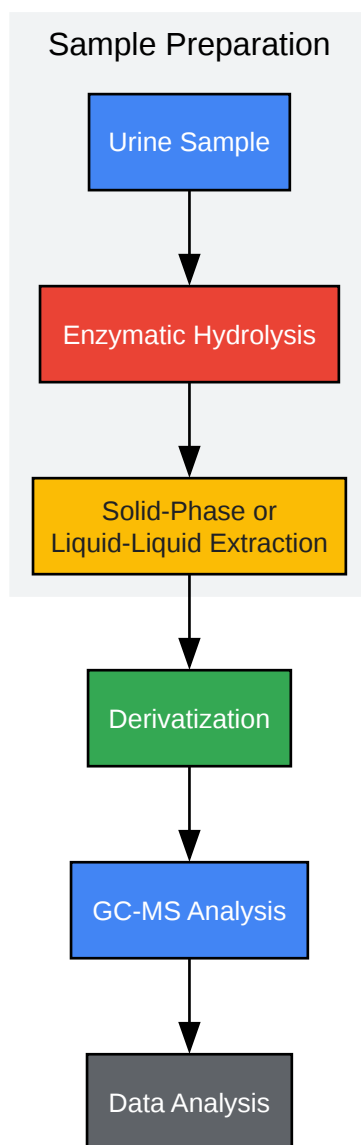 Sample Preparation
Urine Sample
Enzymatic Hydrolysis
Solid-Phase or
Liquid-Liquid Extraction
Derivatization
GC-MS Analysis
Data Analysis